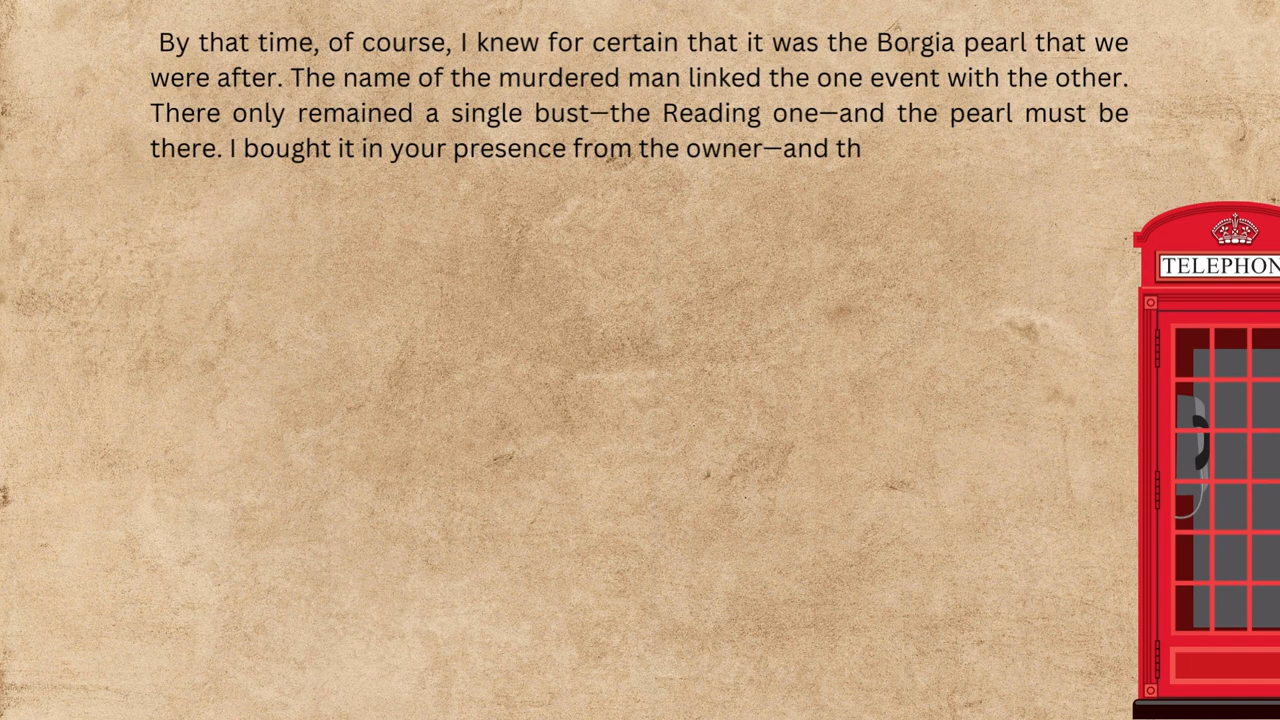 By that time, of course, I knew for certain that it was the Borgia pearl that we
were after. The name of the murdered man linked the one event with the other.
There only remained a single bust—the Reading one—and the pearl must be
there. I bought it in your presence from the owner—and th
TELEPHON